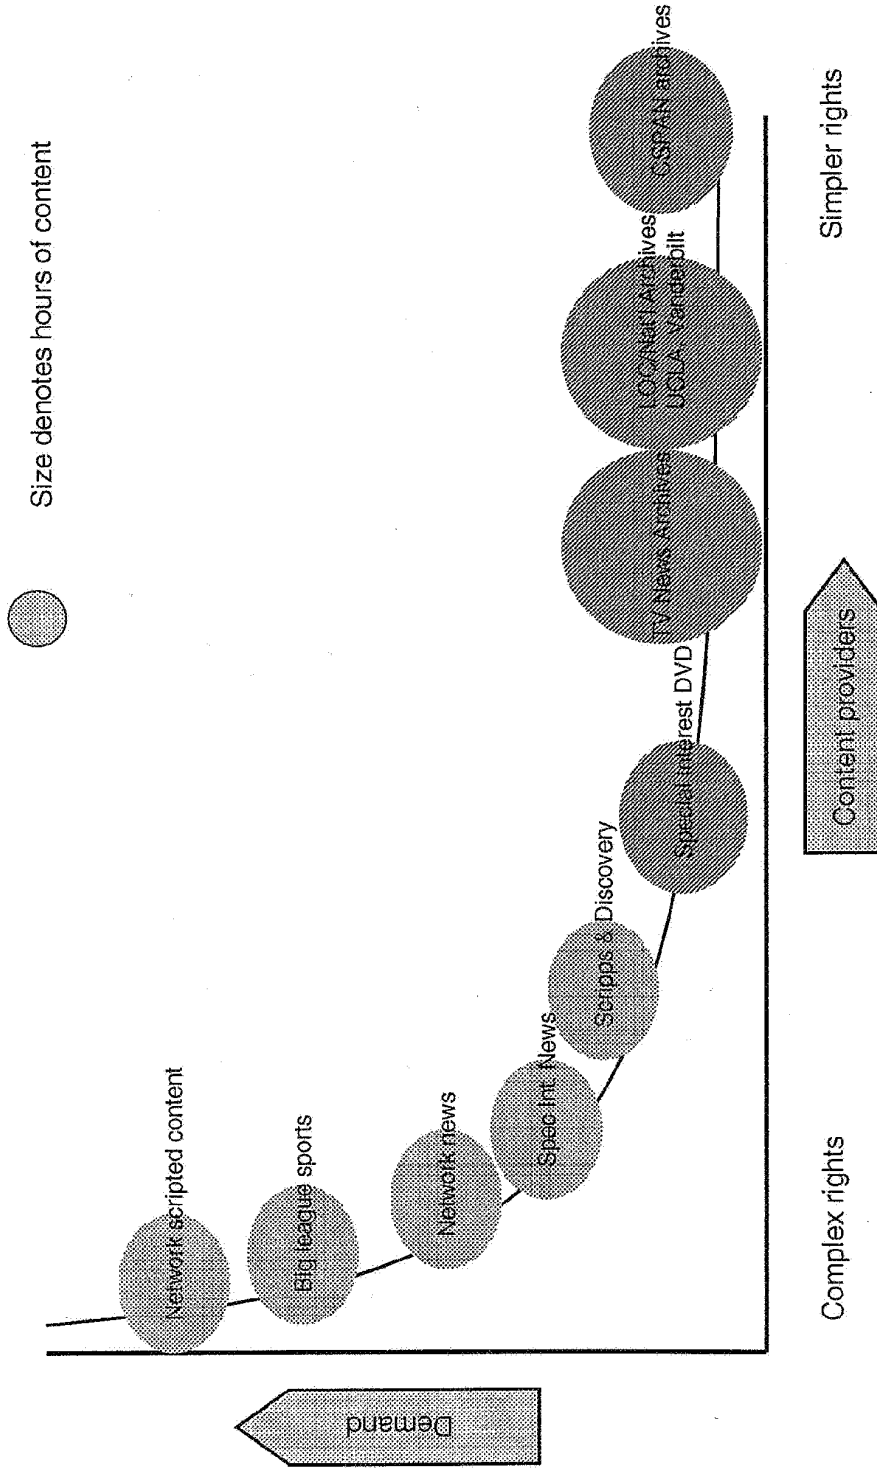 Size denotes hours of content
Demand
Network scripted content
Big league sports
Network news
Spec Int. News
Scripps & Discovery
Special Interest DVD
TV News Archives
LOC/Nat'l Archives
UCLA, Vanderbilt
CSPAN archives
Complex rights
Content providers
Simpler rights